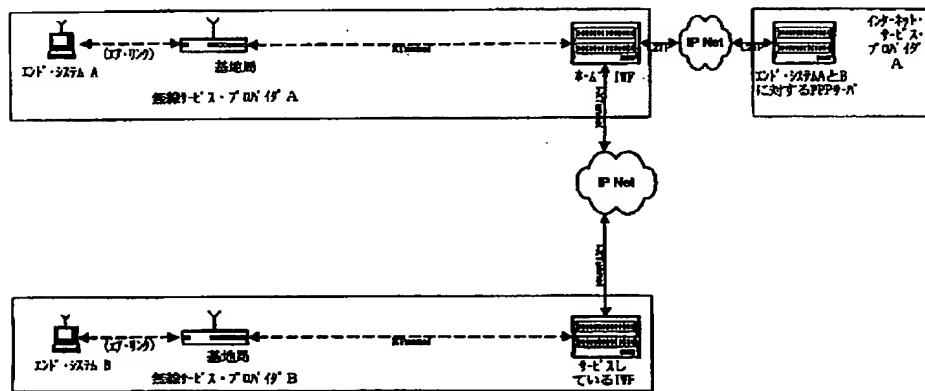 インターネット・
サービス・
プロバイダ
A
(エア・リンク)
IP Net
エンド・システム A
基地局
ホーム IWF
エンド・システムAとB
に対するPPPサーバ
無線サービス・プロバイダ A
IP Net
(エア・リンク)
エンド・システム B
基地局
サービスし
ているIWF
無線サービス・プロバイダ B